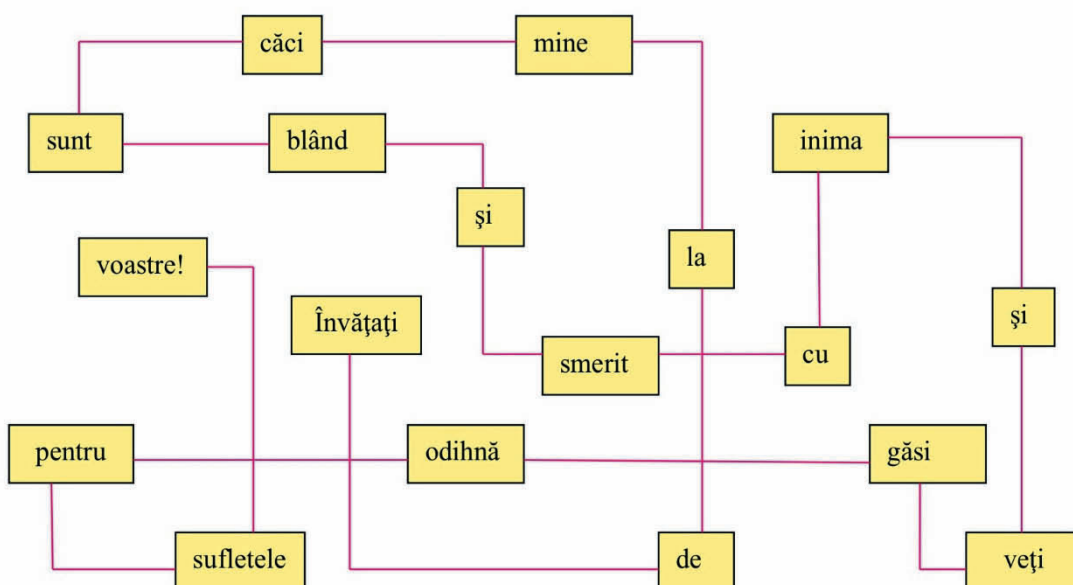 căci
mine
sunt
blând
inima
şi
voastre!
la
Învăţaţi
şi
smerit
cu
pentru
odihnă
găsi
sufletele
de
veţi